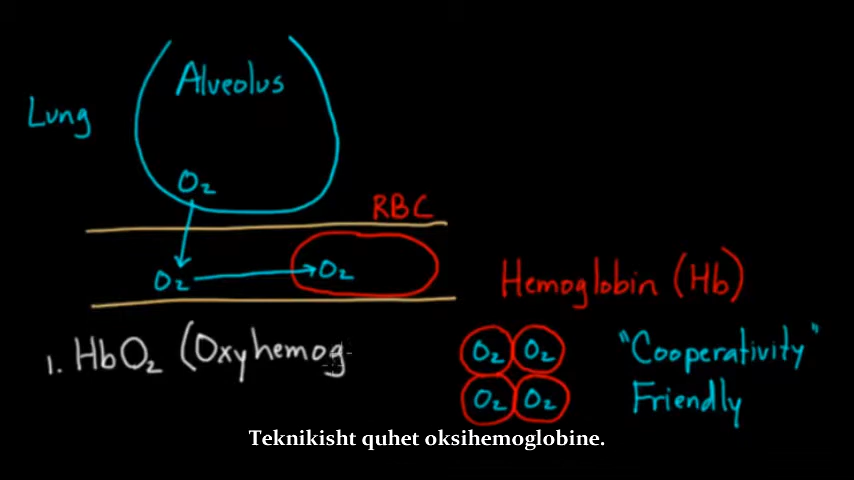 Alveolus
Lung
O₂
RBC
O₂ O₂
Hemoglobin (Hb)
1. HbO₂ (Oxyhemog
O₂ O₂
O₂ O₂
"Cooperativity"
Friendly
Teknikisht quhet oksihemoglobine.